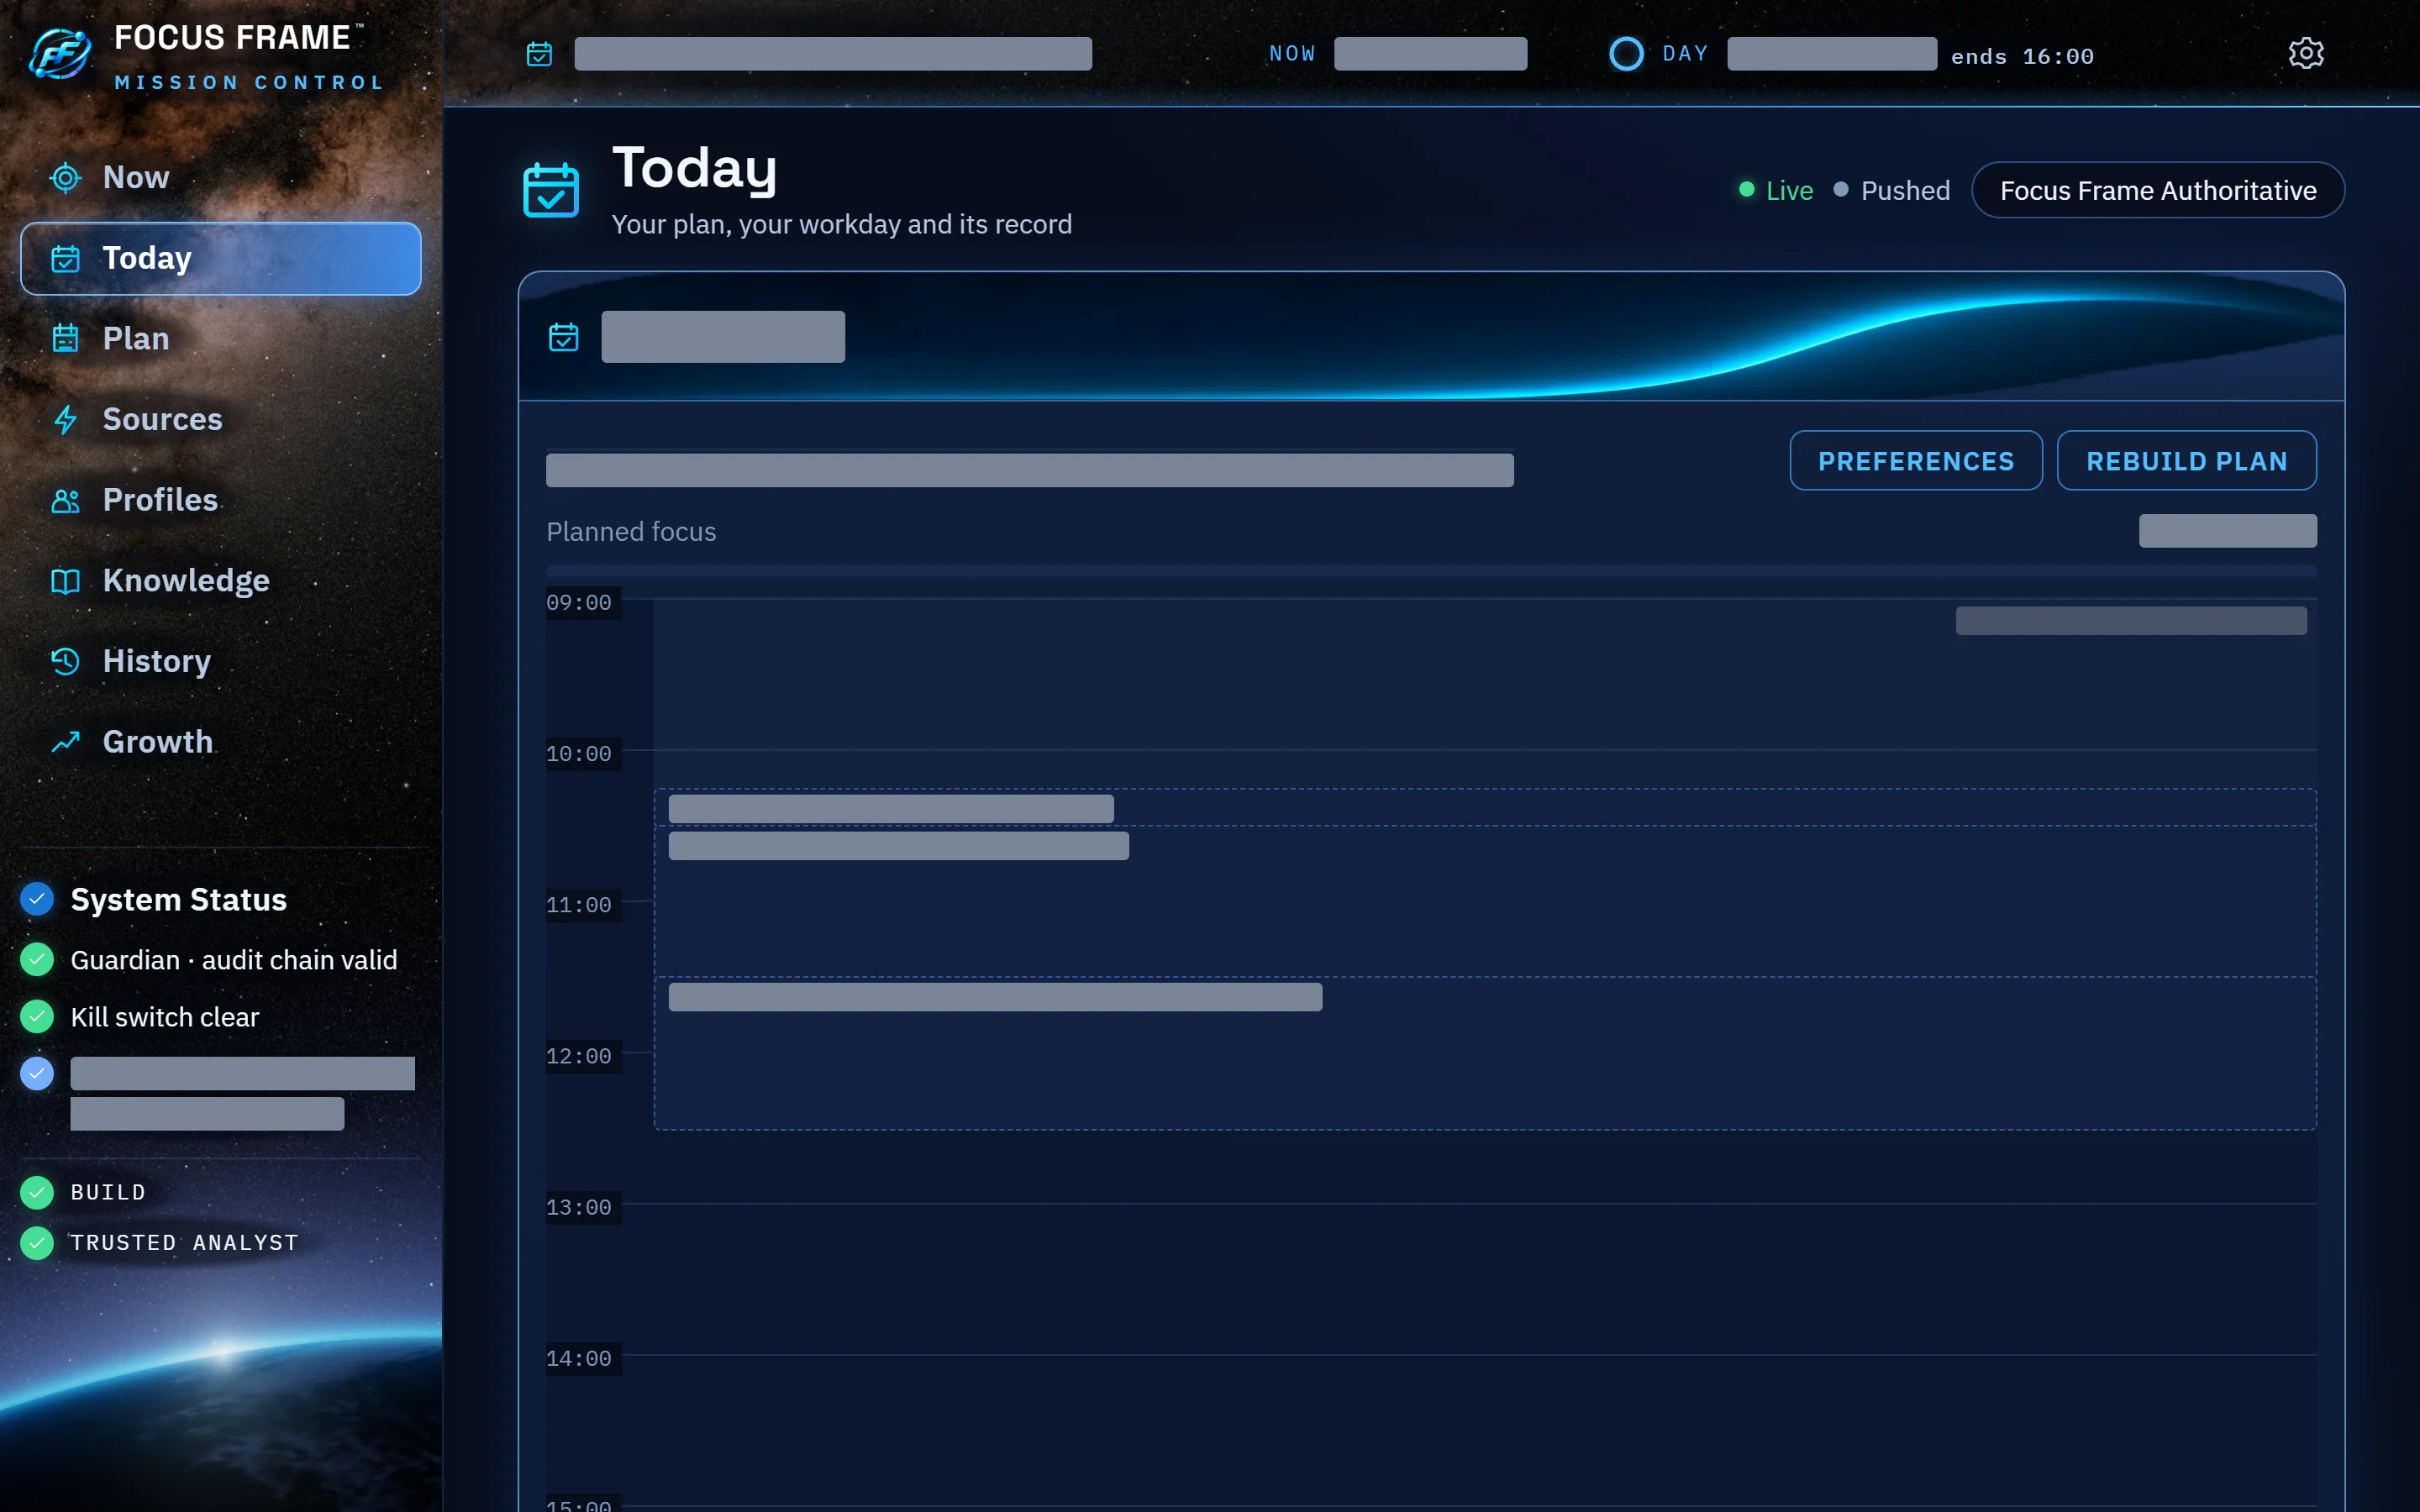 FOCUS FRAME™
MISSION CONTROL
Now
Today
Plan
Sources
Profiles
Knowledge
History
Growth
System Status
Guardian · audit chain valid
Kill switch clear
BUILD
TRUSTED ANALYST
NOW
DAY
ends 16:00
Today
Your plan, your workday and its record
Live
Pushed
Focus Frame Authoritative
PREFERENCES
REBUILD PLAN
Planned focus
09:00
10:00
11:00
12:00
13:00
14:00
15:00